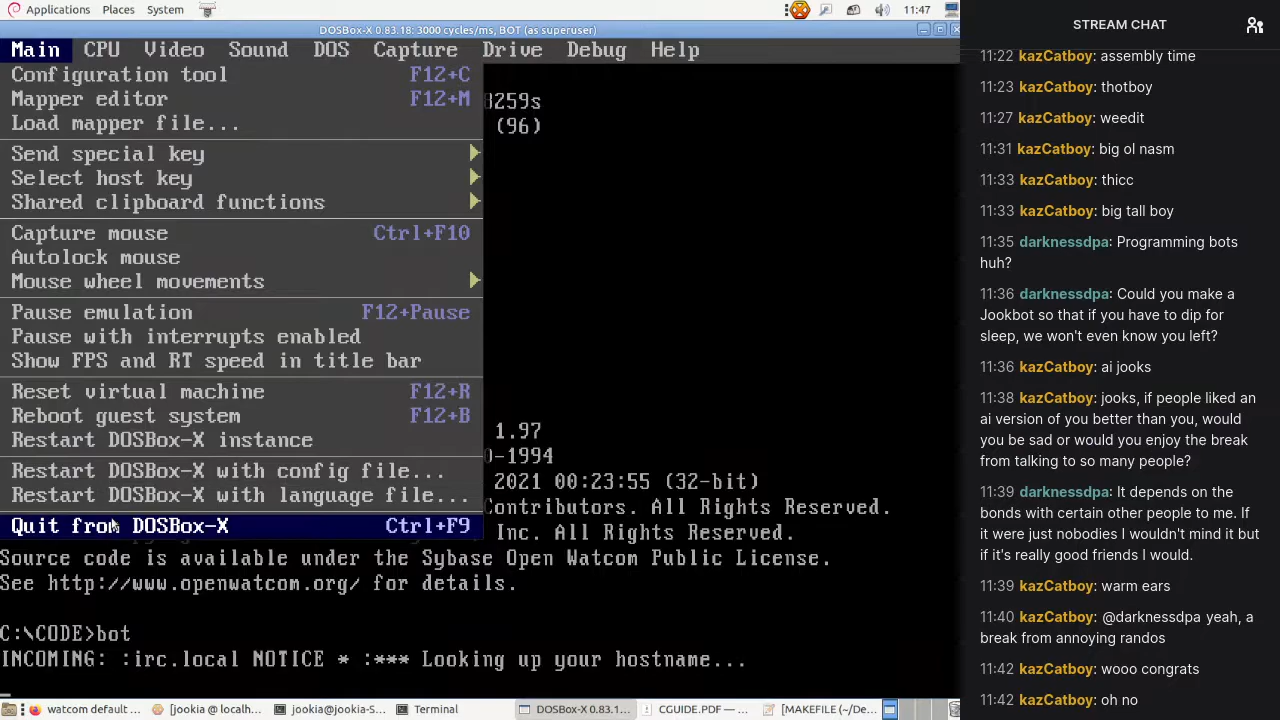 Applications Places System
11:47
DOSBox-X 0.83.18: 3000 cycles/ms, BOT (as superuser)
Main CPU Video Sound DOS Capture Drive Debug Help
Configuration tool F12+C
Mapper editor F12+M
Load mapper file...
Send special key
Select host key
Shared clipboard functions
Capture mouse Ctrl+F10
Autolock mouse
Mouse wheel movements
Pause emulation F12+Pause
Pause with interrupts enabled
Show FPS and RT speed in title bar
Reset virtual machine F12+R
Reboot guest system F12+B
Restart DOSBox-X instance
Restart DOSBox-X with config file...
Restart DOSBox-X with language file...
Quit from DOSBox-X Ctrl+F9
8259s
(96)
1.97
0-1994
2021 00:23:55 (32-bit)
Contributors. All Rights Reserved.
Inc. All Rights Reserved.
Source code is available under the Sybase Open Watcom Public License.
See http://www.openwatcom.org/ for details.
C:\CODE>bot
INCOMING: :irc.local NOTICE * :*** Looking up your hostname...
watcom default ...
[jookia @ localh...
jookia@jookia-S...
Terminal
DOSBox-X 0.83.1...
CGUIDE.PDF — ...
[MAKEFILE (~/De...
STREAM CHAT
11:22 kazCatboy: assembly time
11:23 kazCatboy: thotboy
11:27 kazCatboy: weedit
11:31 kazCatboy: big ol nasm
11:33 kazCatboy: thicc
11:33 kazCatboy: big tall boy
11:35 darknessdpa: Programming bots
huh?
11:36 darknessdpa: Could you make a
Jookbot so that if you have to dip for
sleep, we won't even know you left?
11:36 kazCatboy: ai jooks
11:38 kazCatboy: jooks, if people liked an
ai version of you better than you, would
you be sad or would you enjoy the break
from talking to so many people?
11:39 darknessdpa: It depends on the
bonds with certain other people to me. If
it were just nobodies I wouldn't mind it but
if it's really good friends I would.
11:39 kazCatboy: warm ears
11:40 kazCatboy: @darknessdpa yeah, a
break from annoying randos
11:42 kazCatboy: wooo congrats
11:42 kazCatboy: oh no